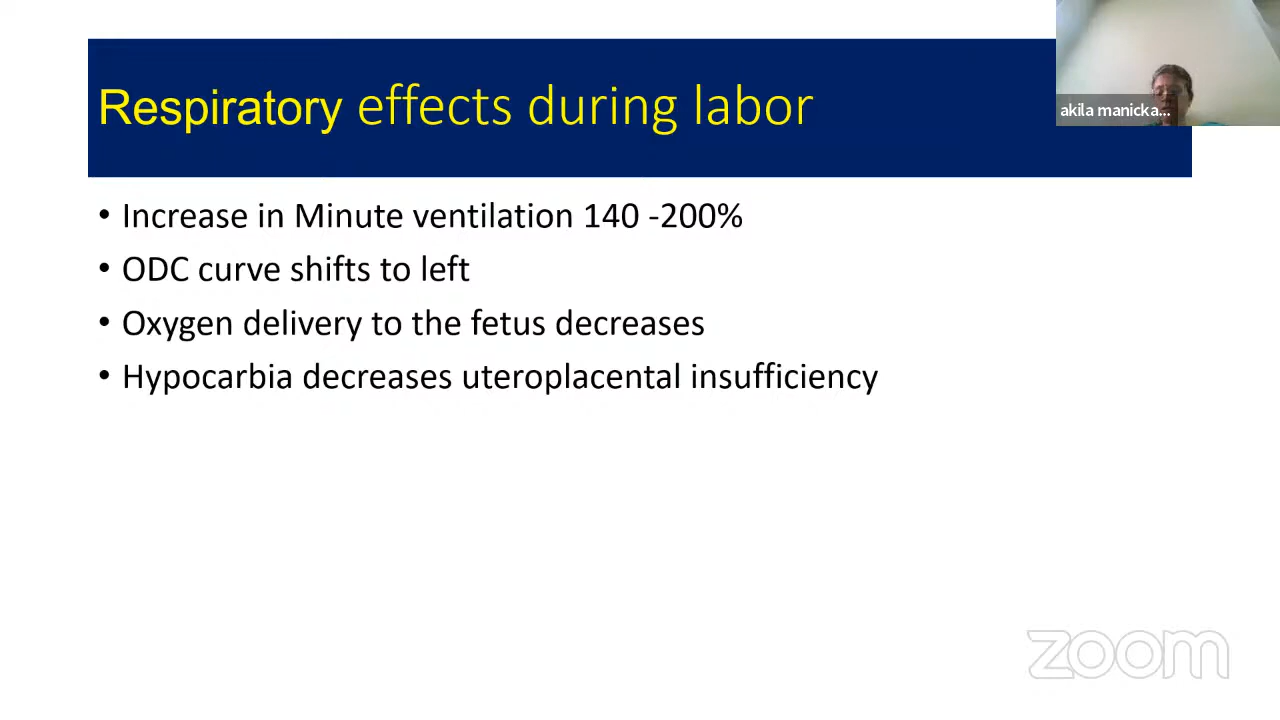 Respiratory effects during labor
akila manicka...
• Increase in Minute ventilation 140 -200%
• ODC curve shifts to left
• Oxygen delivery to the fetus decreases
• Hypocarbia decreases uteroplacental insufficiency
zoom